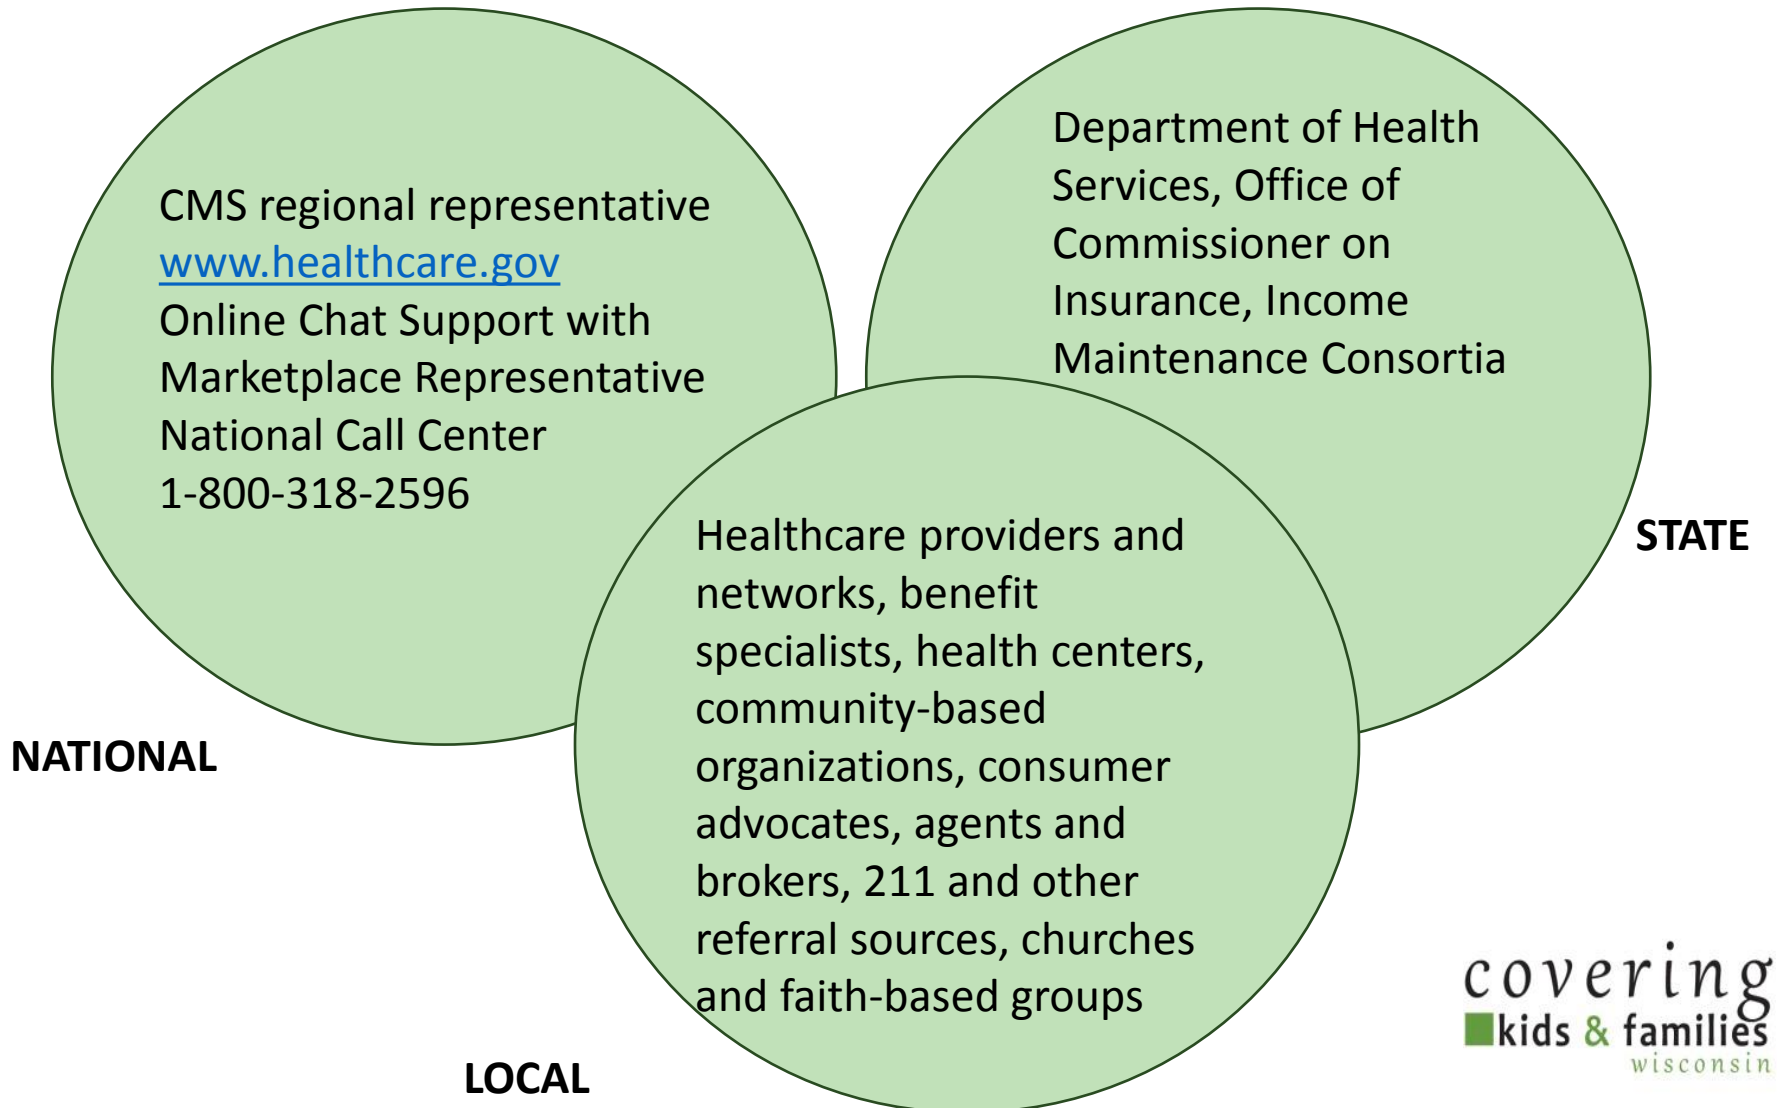 CMS regional representative
www.healthcare.gov
Online Chat Support with
Marketplace Representative
National Call Center
1-800-318-2596
NATIONAL
Department of Health
Services, Office of
Commissioner on
Insurance, Income
Maintenance Consortia
STATE
Healthcare providers and
networks, benefit
specialists, health centers,
community-based
organizations, consumer
advocates, agents and
brokers, 211 and other
referral sources, churches
and faith-based groups
LOCAL
covering
kids & families
wisconsin